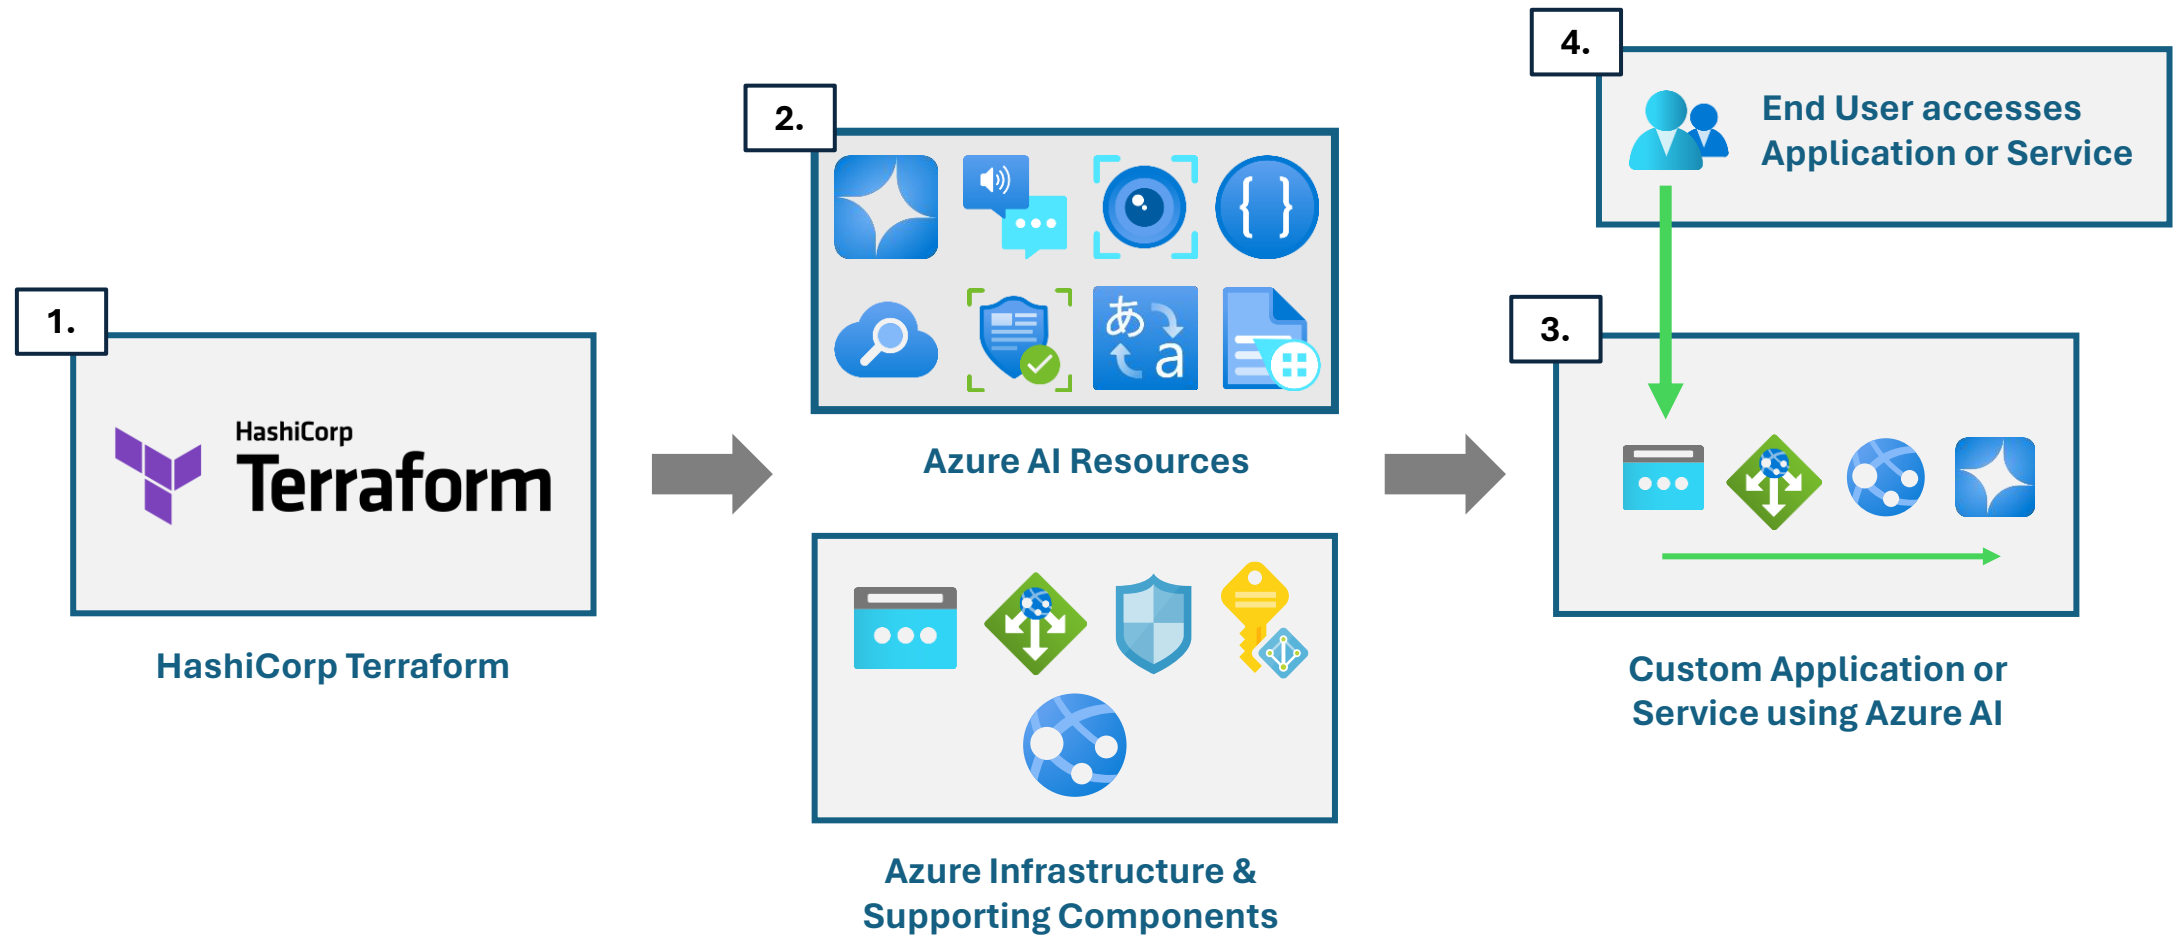 1.
HashiCorp
Terraform
HashiCorp Terraform
2.
{ }
あ
a
Azure AI Resources
Azure Infrastructure &
Supporting Components
4.
End User accesses
Application or Service
3.
Custom Application or
Service using Azure AI